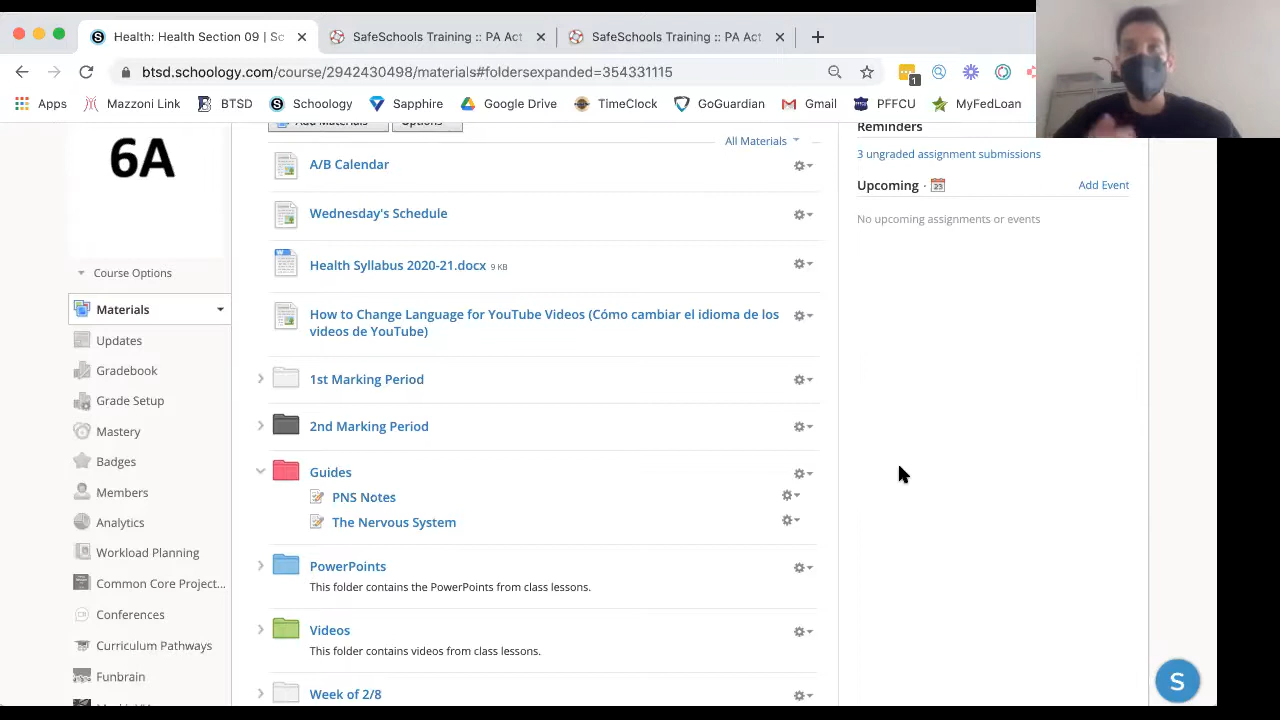 Health: Health Section 09 | Sc
SafeSchools Training :: PA Act
SafeSchools Training :: PA Act
btsd.schoology.com/course/2942430498/materials#foldersexpanded=354331115
1
Apps
Mazzoni Link
BTSD
Schoology
Sapphire
Google Drive
TimeClock
GoGuardian
Gmail
PFFCU
MyFedLoan
6A
Course Options
Materials
Updates
Gradebook
Grade Setup
Mastery
Badges
Members
Analytics
Workload Planning
Common Core Project...
Conferences
Curriculum Pathways
Funbrain
Add Materials
Options
All Materials
A/B Calendar
Wednesday's Schedule
Health Syllabus 2020-21.docx 9 KB
How to Change Language for YouTube Videos (Cómo cambiar el idioma de los
videos de YouTube)
1st Marking Period
2nd Marking Period
Guides
PNS Notes
The Nervous System
PowerPoints
This folder contains the PowerPoints from class lessons.
Videos
This folder contains videos from class lessons.
Week of 2/8
Reminders
3 ungraded assignment submissions
Upcoming · 23
Add Event
No upcoming assignments or events
S